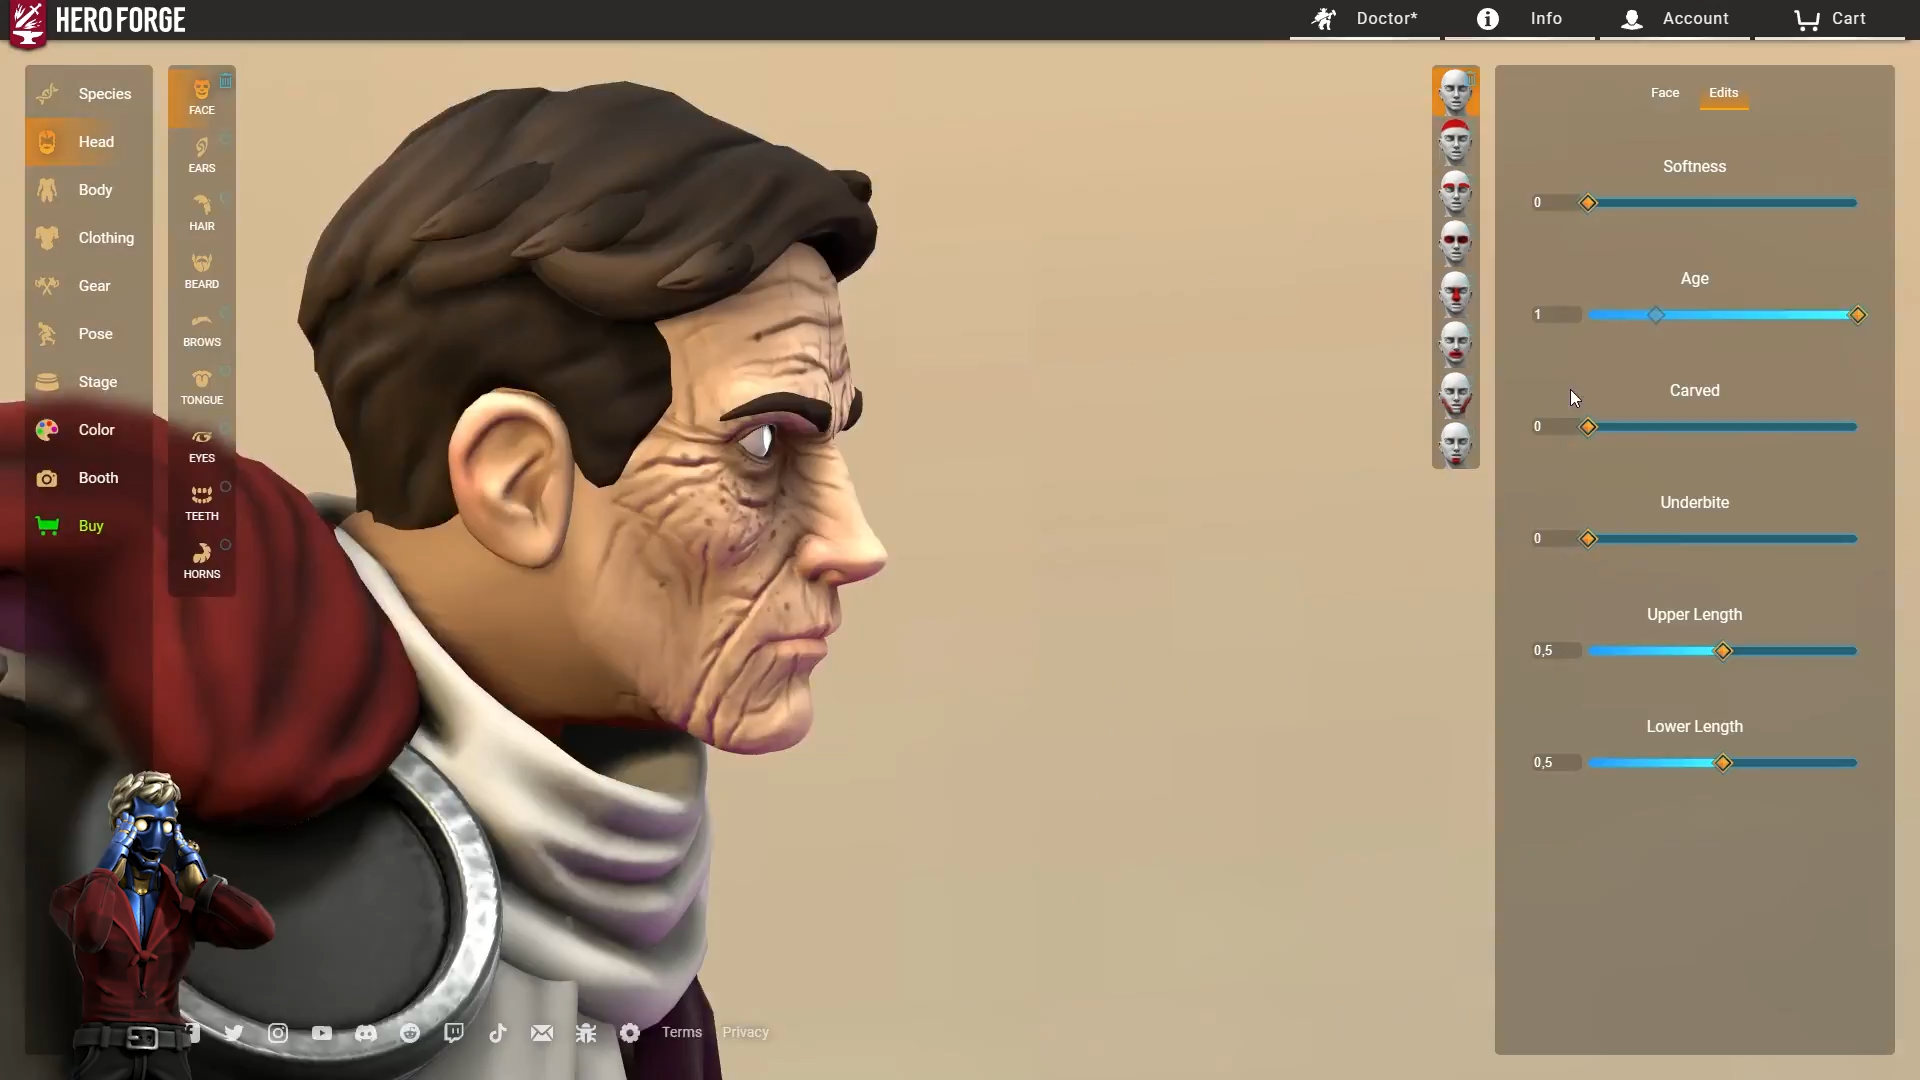 HERO FORGE
Doctor*
Info
Account
Cart
Species
Head
Body
Clothing
Gear
Pose
Stage
Color
Booth
Buy
FACE
EARS
HAIR
BEARD
BROWS
TONGUE
EYES
TEETH
HORNS
Face
Edits
Softness
0
Age
1
Carved
0
Underbite
0
Upper Length
0,5
Lower Length
0,5
Terms
Privacy